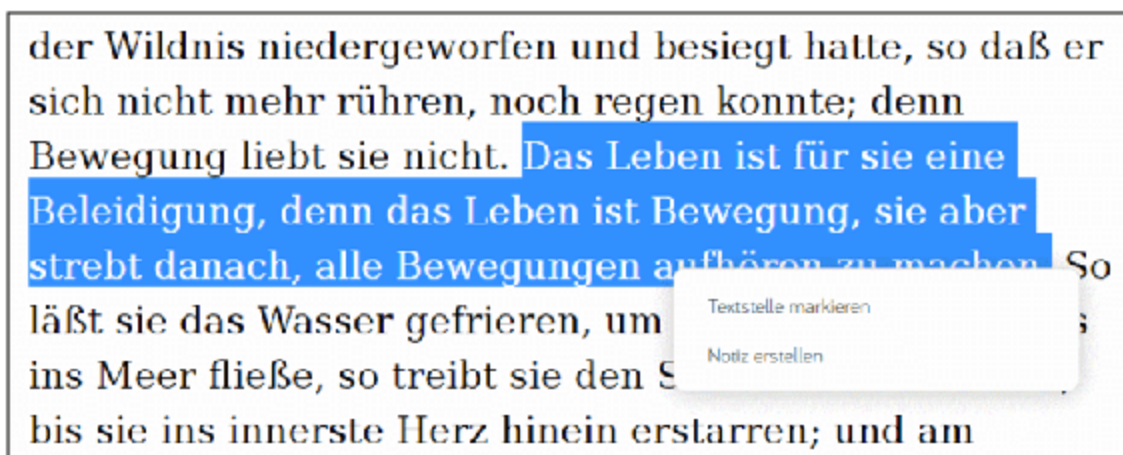 der Wildnis niedergeworfen und besiegt hatte, so daß er
sich nicht mehr rühren, noch regen konnte; denn
Bewegung liebt sie nicht. Das Leben ist für sie eine
Beleidigung, denn das Leben ist Bewegung, sie aber
strebt danach, alle Bewegungen aufhören zu machen. So
läßt sie das Wasser gefrieren, um
Textstelle markieren
ins Meer fließe, so treibt sie den
Notiz erstellen
bis sie ins innerste Herz hinein erstarren; und am